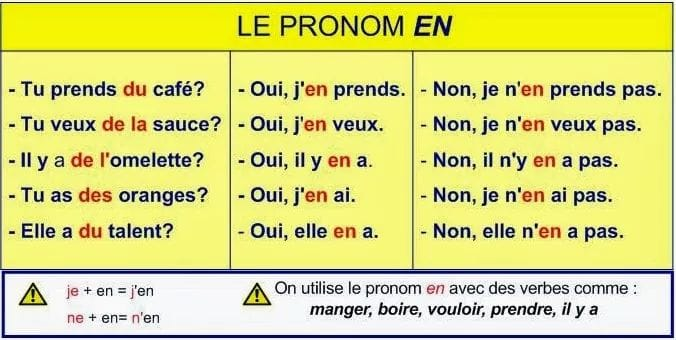 LE PRONOM EN
- Tu prends du café? - Oui, j'en prends. - Non, je n'en prends pas.
- Tu veux de la sauce? - Oui, j'en veux. - Non, je n'en veux pas.
- Il y a de l'omelette? - Oui, il y en a. - Non, il n'y en a pas.
- Tu as des oranges? - Oui, j'en ai. - Non, je n'en ai pas.
- Elle a du talent? - Oui, elle en a. - Non, elle n'en a pas.
je + en = j'en
ne + en= n'en
On utilise le pronom en avec des verbes comme :
manger, boire, vouloir, prendre, il y a